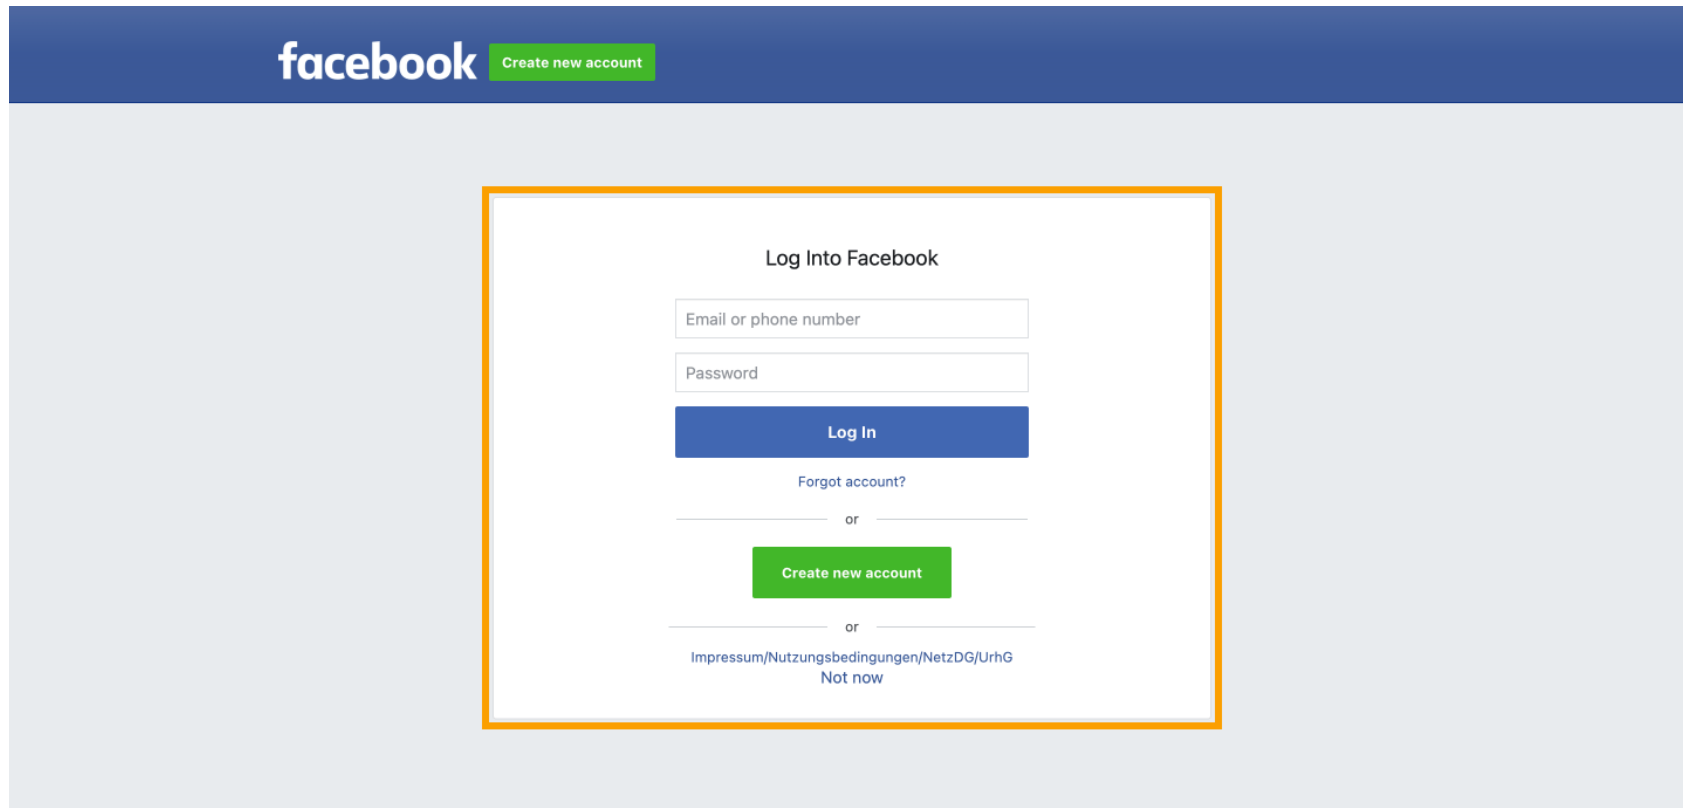 facebook Create new account
Log Into Facebook
Email or phone number
Password
Log In
Forgot account?
or
Create new account
or
Impressum/Nutzungsbedingungen/NetzDG/UrhG
Not now